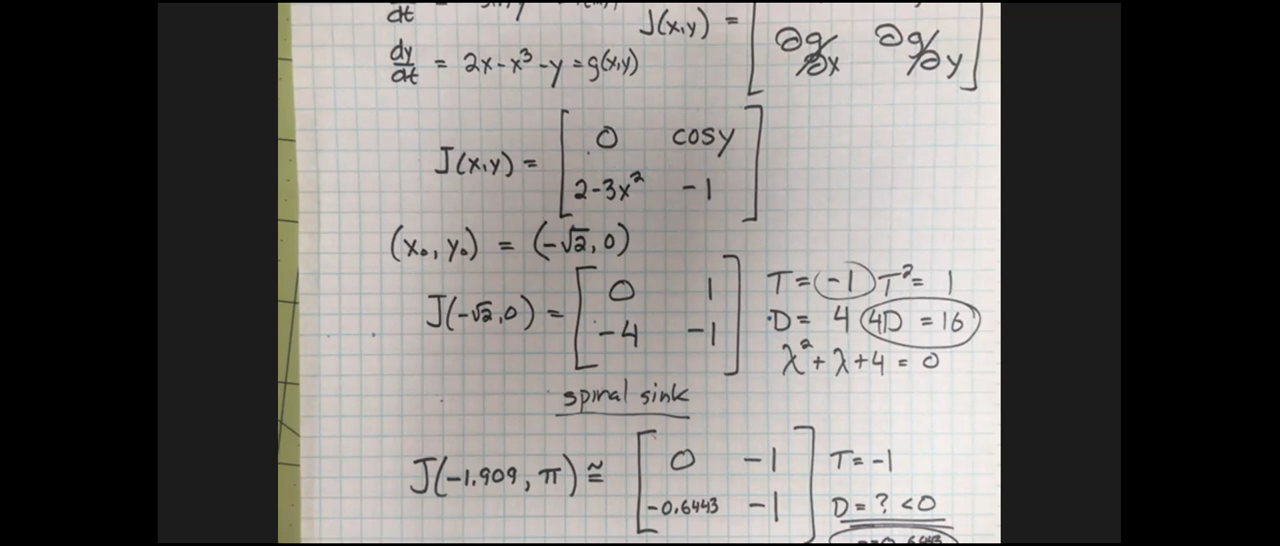 dt
dy/dt = 2x - x³ - y = g(x,y)
J(x,y) = [ ∂g/∂x ∂g/∂y ]
J(x,y) = [ 0 cosy
2-3x² -1 ]
(x₀, y₀) = (-√2, 0)
J(-√2, 0) = [ 0 1
-4 -1 ]
T = -1 T² = 1
D = 4 4D = 16
λ² + λ + 4 = 0
spiral sink
J(-1.909, π) ≅ [ 0 -1
-0.6443 -1 ]
T = -1
D = ? < 0